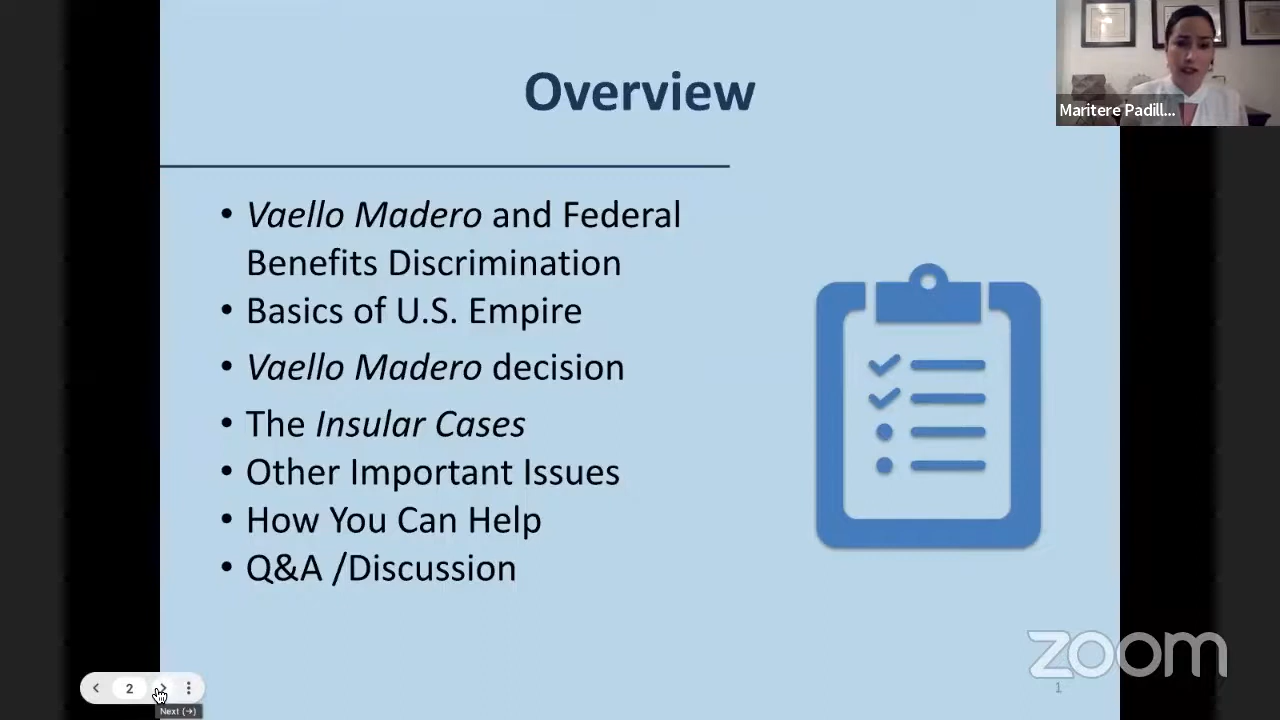 Overview
Maritere Padill...
• Vaello Madero and Federal
Benefits Discrimination
• Basics of U.S. Empire
• Vaello Madero decision
• The Insular Cases
• Other Important Issues
• How You Can Help
• Q&A /Discussion
zoom
1
2
Next (→)